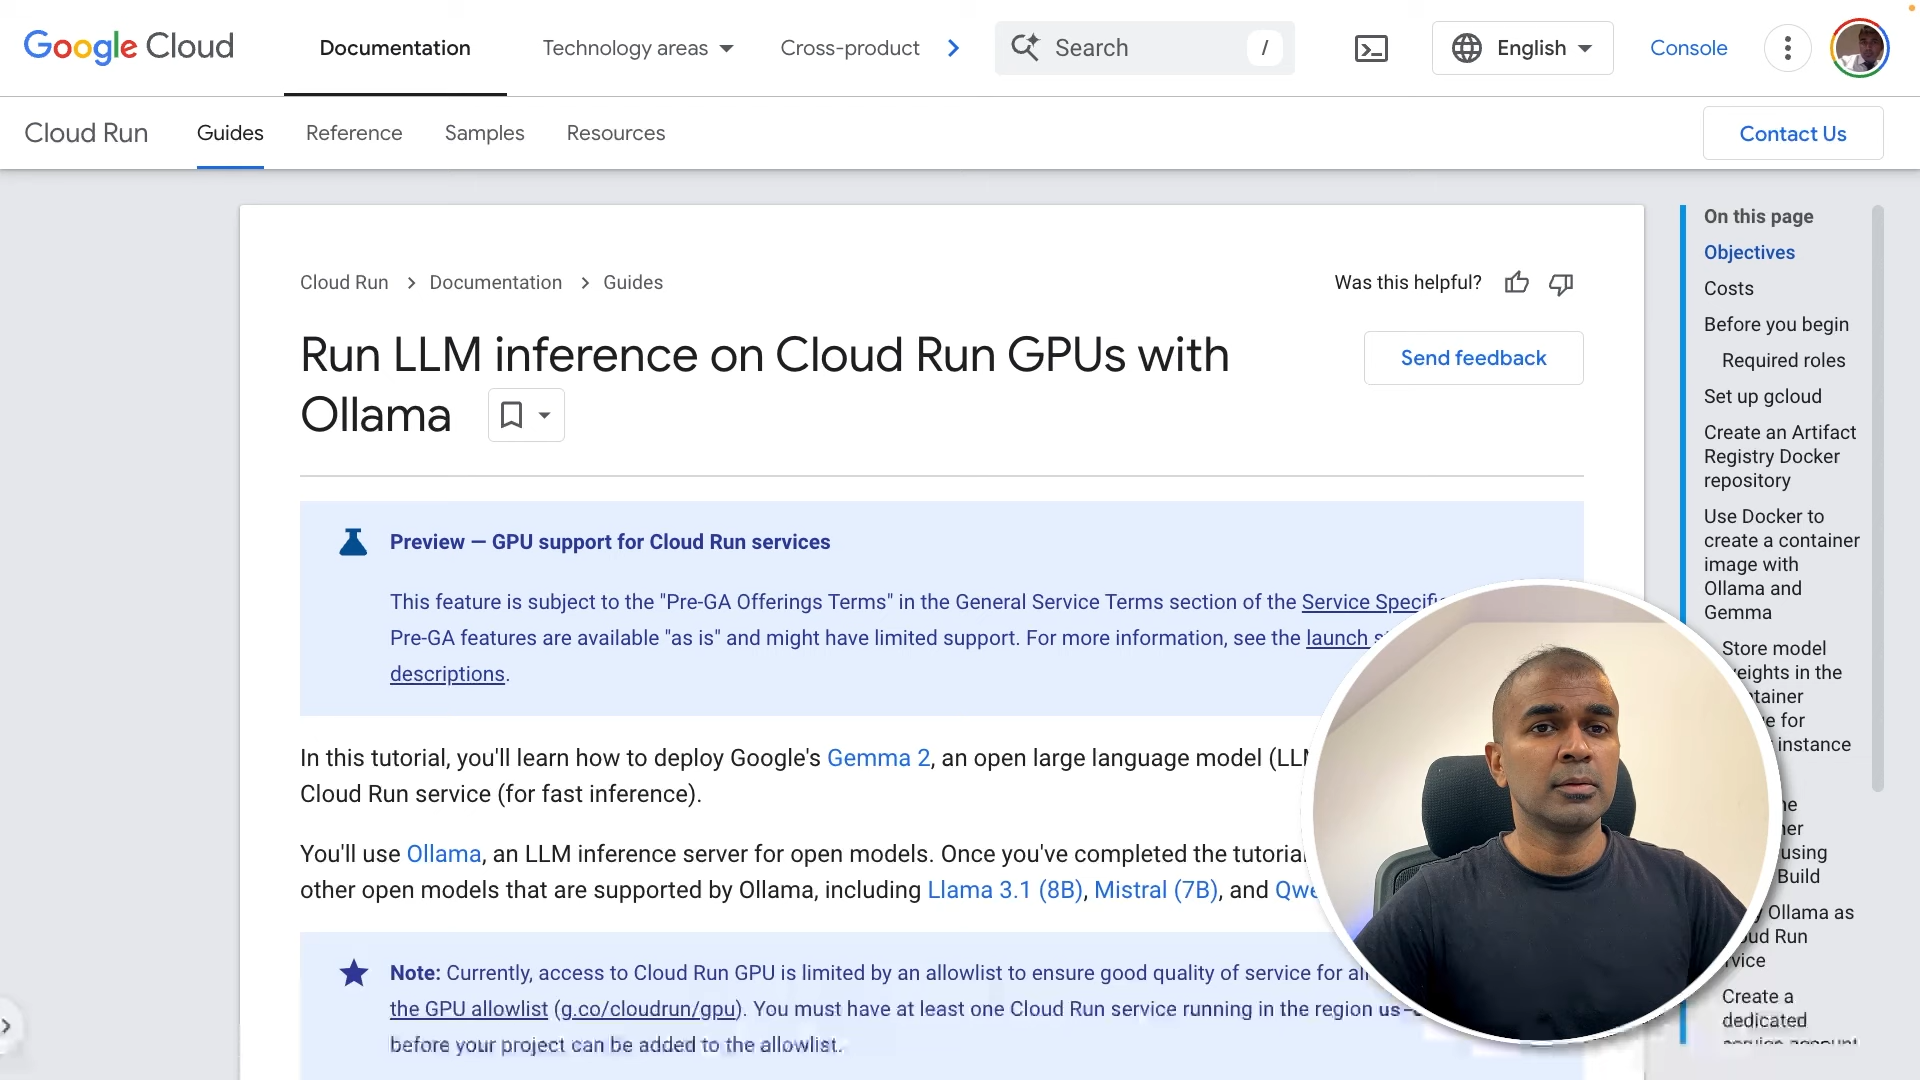 Google Cloud
Documentation
Technology areas
Cross-product
Search
/
English
Console
Cloud Run
Guides
Reference
Samples
Resources
Contact Us
Cloud Run > Documentation > Guides
Was this helpful?
Run LLM inference on Cloud Run GPUs with
Ollama
Send feedback
Preview — GPU support for Cloud Run services
This feature is subject to the "Pre-GA Offerings Terms" in the General Service Terms section of the Service
Pre-GA features are available "as is" and might have limited support. For more information, see the launch
descriptions.
In this tutorial, you'll learn how to deploy Google's Gemma 2, an open large language model
Cloud Run service (for fast inference).
You'll use Ollama, an LLM inference server for open models. Once you've completed the tutorial
other open models that are supported by Ollama, including Llama 3.1 (8B), Mistral (7B), and
Note: Currently, access to Cloud Run GPU is limited by an allowlist to ensure good quality of service for
the GPU allowlist (g.co/cloudrun/gpu). You must have at least one Cloud Run service running in the region
before your project can be added to the allowlist.
On this page
Objectives
Costs
Before you begin
Required roles
Set up gcloud
Create an Artifact
Registry Docker
repository
Use Docker to
create a container
image with
Ollama and
Gemma
Store model
in the
for
instance
using
Build
Ollama as
Run
Create a
dedicated